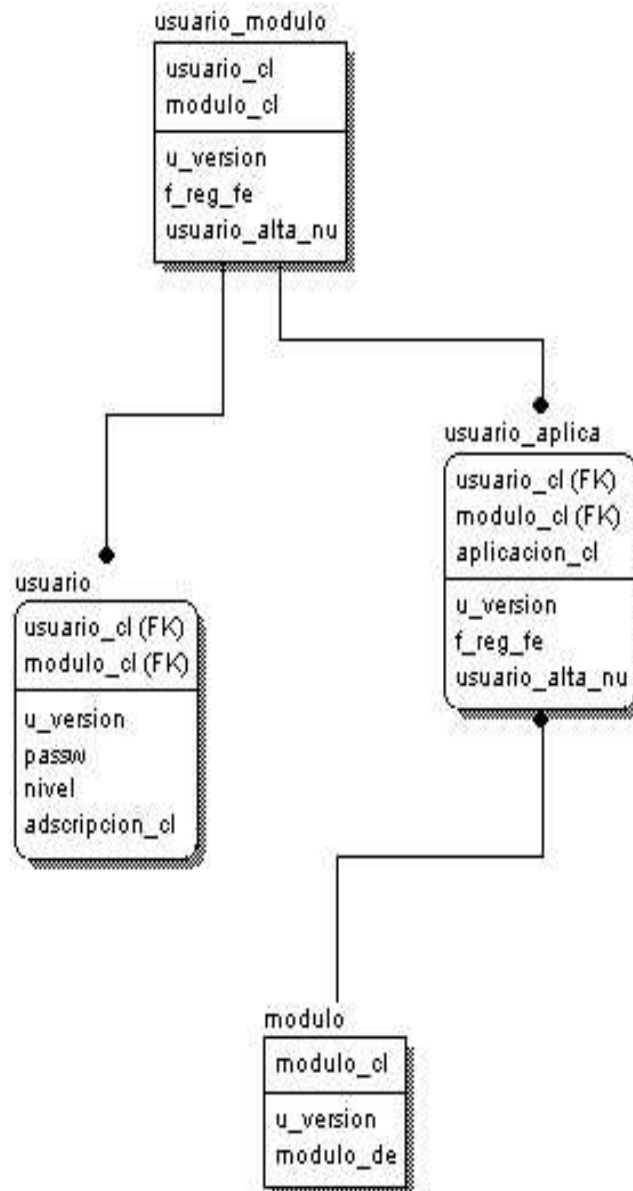 usuario_modulo
usuario_cl
modulo_cl
u_version
f_reg_fe
usuario_alta_nu
usuario_aplica
usuario_cl (FK)
modulo_cl (FK)
aplicacion_cl
u_version
f_reg_fe
usuario_alta_nu
usuario
usuario_cl (FK)
modulo_cl (FK)
u_version
passw
nivel
adscripcion_cl
modulo
modulo_cl
u_version
modulo_de